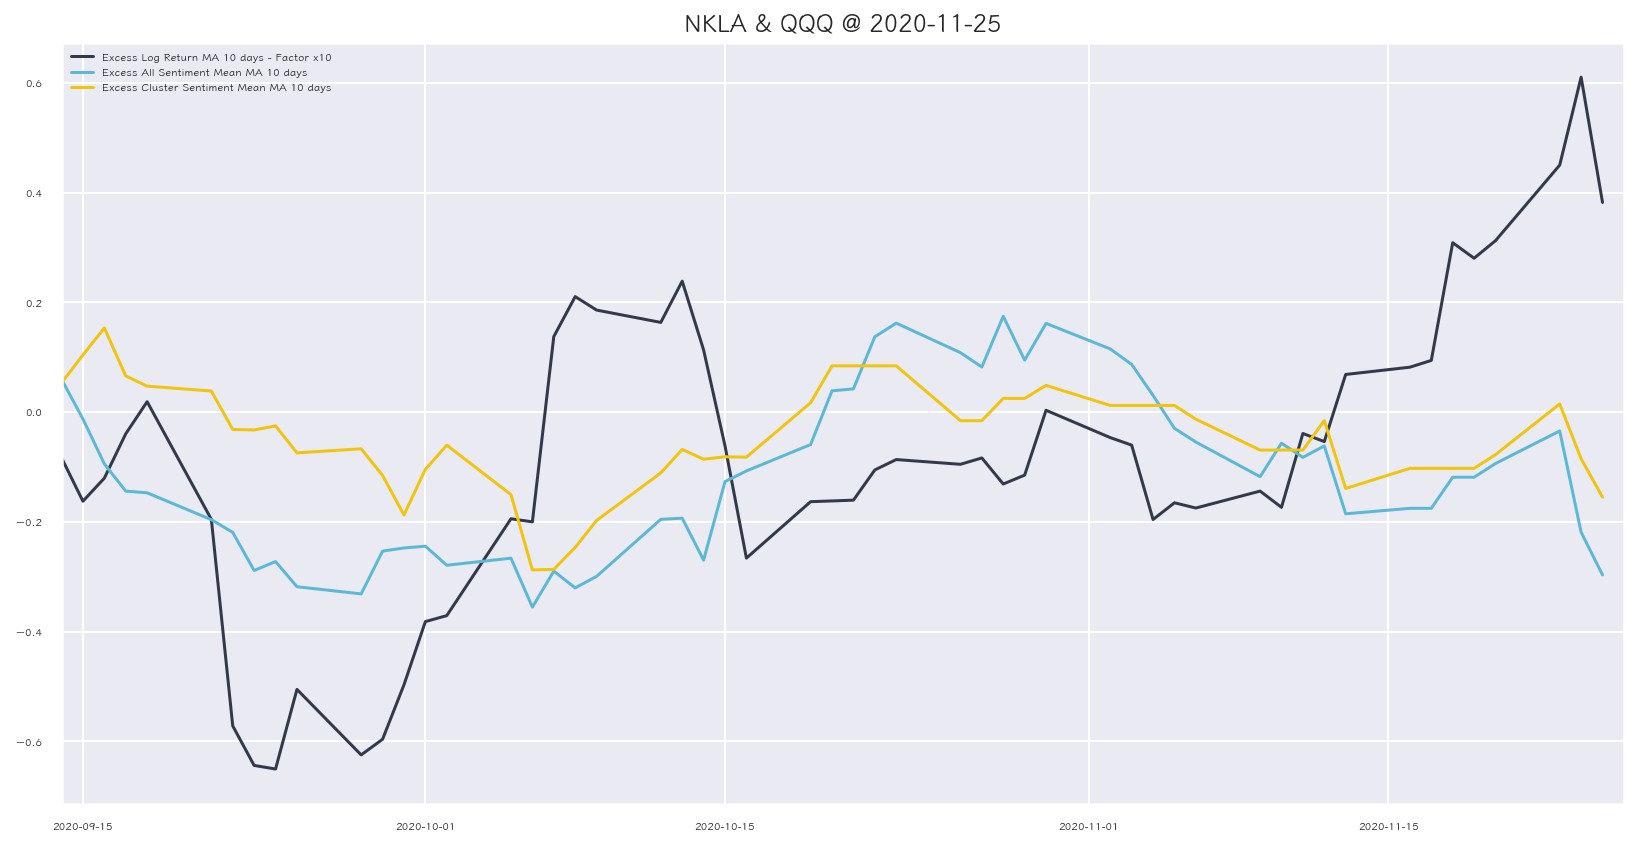 NKLA & QQQ @ 2020-11-25
Excess Log Return MA 10 days - Factor x10
Excess All Sentiment Mean MA 10 days
Excess Cluster Sentiment Mean MA 10 days
0.6
0.4
0.2
0.0
−0.2
−0.4
−0.6
2020-09-15 2020-10-01 2020-10-15 2020-11-01 2020-11-15